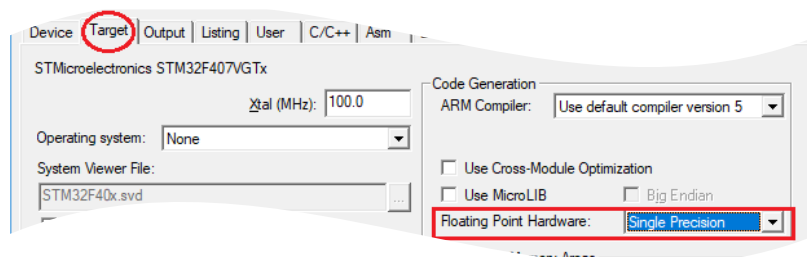 Device Target Output Listing User C/C++ Asm
STMicroelectronics STM32F407VGTx
Xtal (MHz): 100.0
Operating system: None
System Viewer File:
STM32F40x.svd ...
Code Generation
ARM Compiler: Use default compiler version 5
Use Cross-Module Optimization
Use MicroLIB Big Endian
Floating Point Hardware: Single Precision